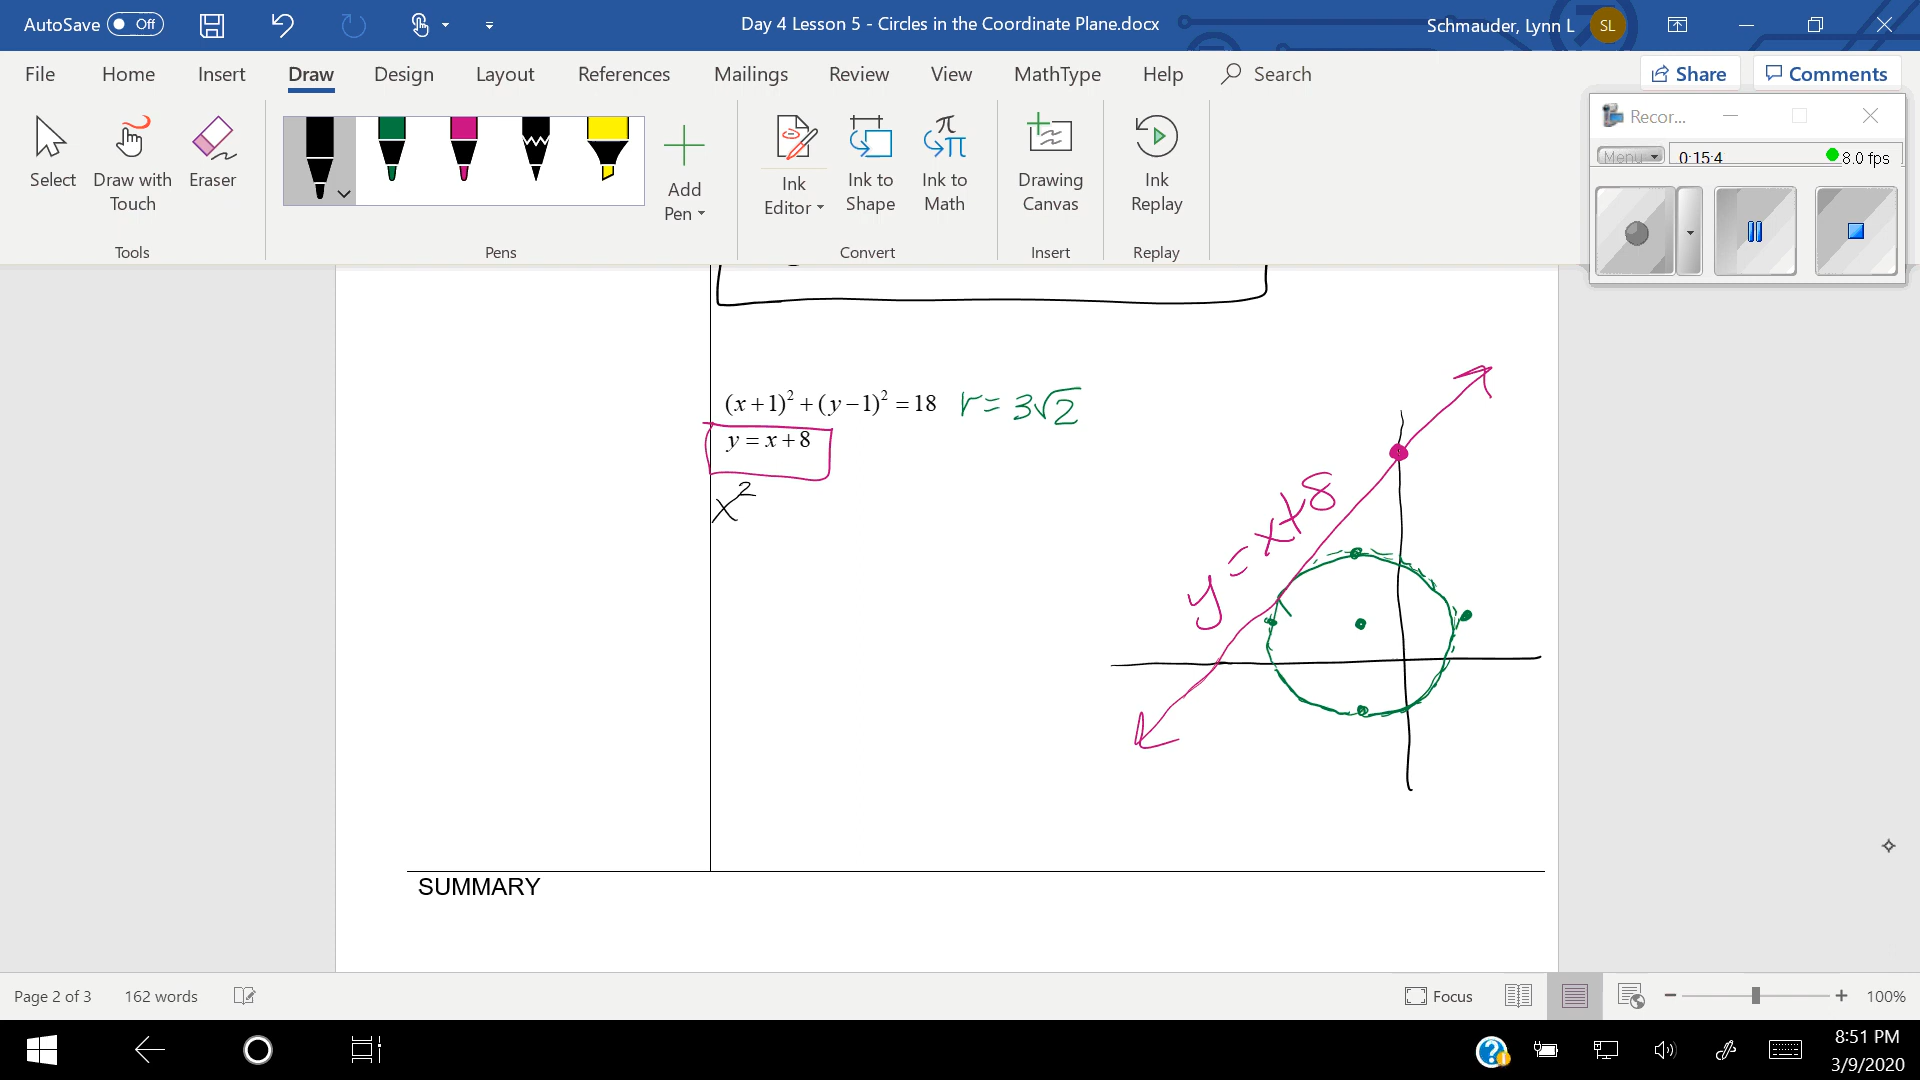 AutoSave Off
Day 4 Lesson 5 - Circles in the Coordinate Plane.docx
Schmauder, Lynn L SL
File Home Insert Draw Design Layout References Mailings Review View MathType Help Search
Share Comments
Select
Draw with Touch
Eraser
Add Pen
Ink Editor
Ink to Shape
Ink to Math
Drawing Canvas
Ink Replay
Tools Pens Convert Insert Replay
Recor...
Menu 0:15:4 8.0 fps
(x+1)² + (y−1)² = 18 r = 3√2
y = x + 8
x²
y = x+8
SUMMARY
Page 2 of 3 162 words
Focus
100%
8:51 PM
3/9/2020